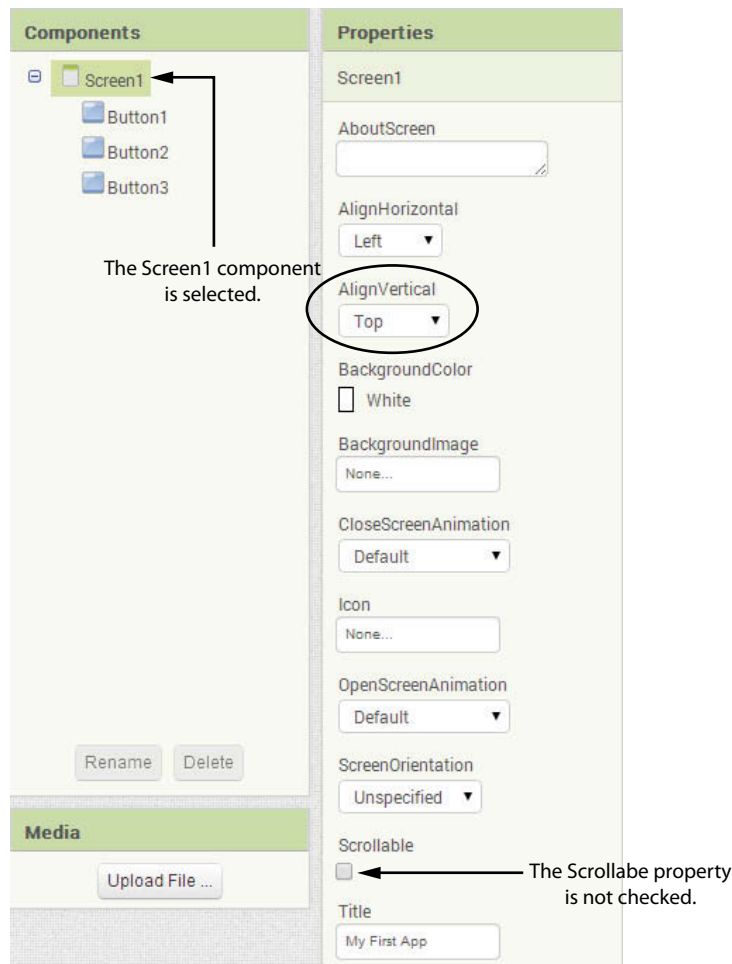 Components
Screen1
Button1
Button2
Button3
The Screen1 component
is selected.
Rename Delete
Media
Upload File ...
Properties
Screen1
AboutScreen
AlignHorizontal
Left
AlignVertical
Top
BackgroundColor
White
BackgroundImage
None...
CloseScreenAnimation
Default
Icon
None...
OpenScreenAnimation
Default
ScreenOrientation
Unspecified
Scrollable
The Scrollabe property
is not checked.
Title
My First App